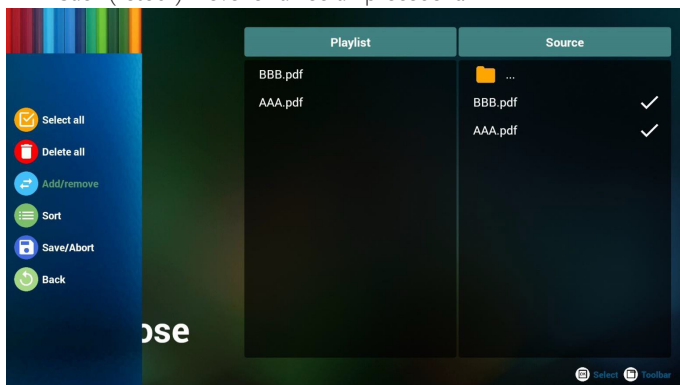 Playlist
Source
BBB.pdf
AAA.pdf
...
BBB.pdf
AAA.pdf
Select all
Delete all
Add/remove
Sort
Save/Abort
Back
ose
Select
Toolbar